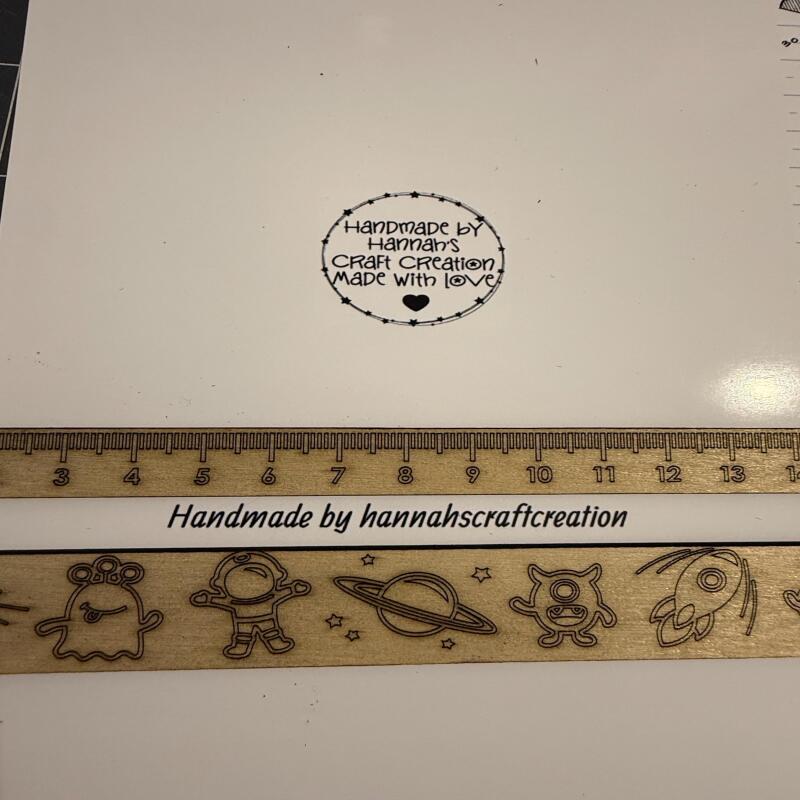 Handmade by
Hannah's
Craft Creation
Made with love
3 4 5 6 7 8 9 10 11 12 13
Handmade by hannahscraftcreation